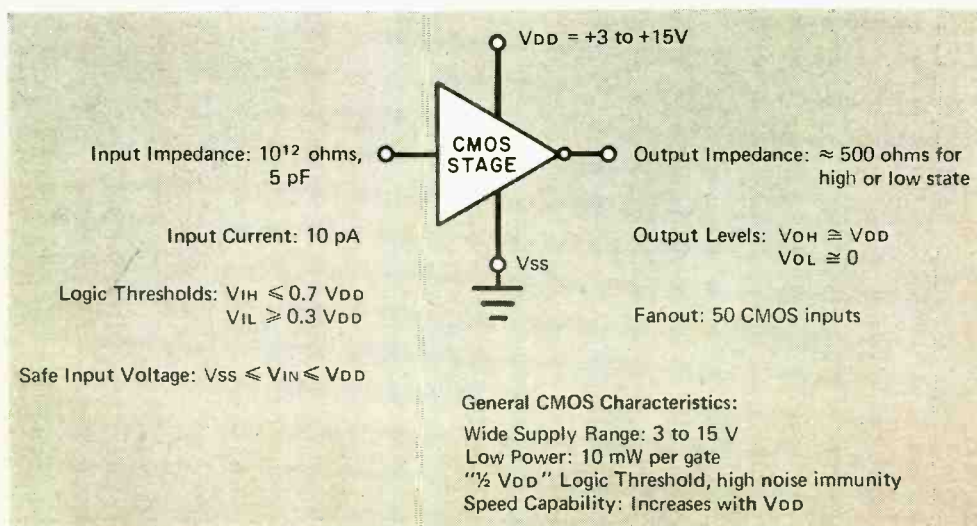 VDD = +3 to +15V
CMOS
STAGE
Input Impedance: 10¹² ohms,
5 pF
Input Current: 10 pA
Logic Thresholds: VIH ≤ 0.7 VDD
VIL ≥ 0.3 VDD
Safe Input Voltage: VSS ≤ VIN ≤ VDD
VSS
Output Impedance: ≈ 500 ohms for
high or low state
Output Levels: VOH ≅ VDD
VOL ≅ 0
Fanout: 50 CMOS inputs
General CMOS Characteristics:
Wide Supply Range: 3 to 15 V
Low Power: 10 mW per gate
"½ VDD" Logic Threshold, high noise immunity
Speed Capability: Increases with VDD